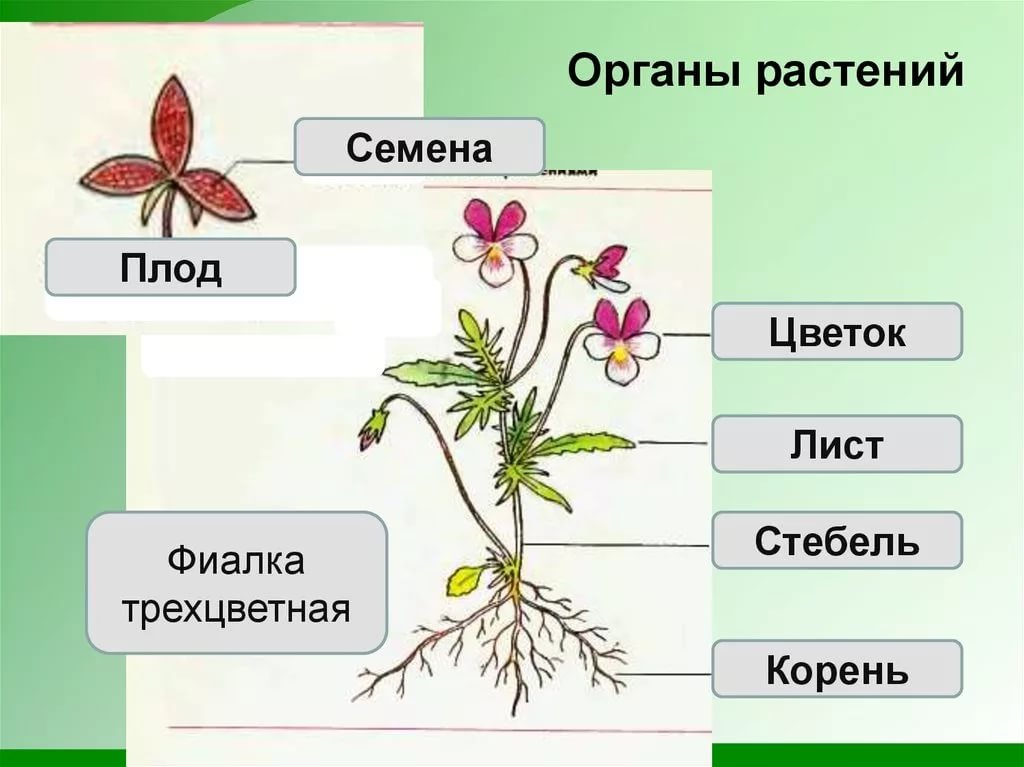 Органы растений
Семена
Плод
Цветок
Лист
Стебель
Фиалка
трехцветная
Корень